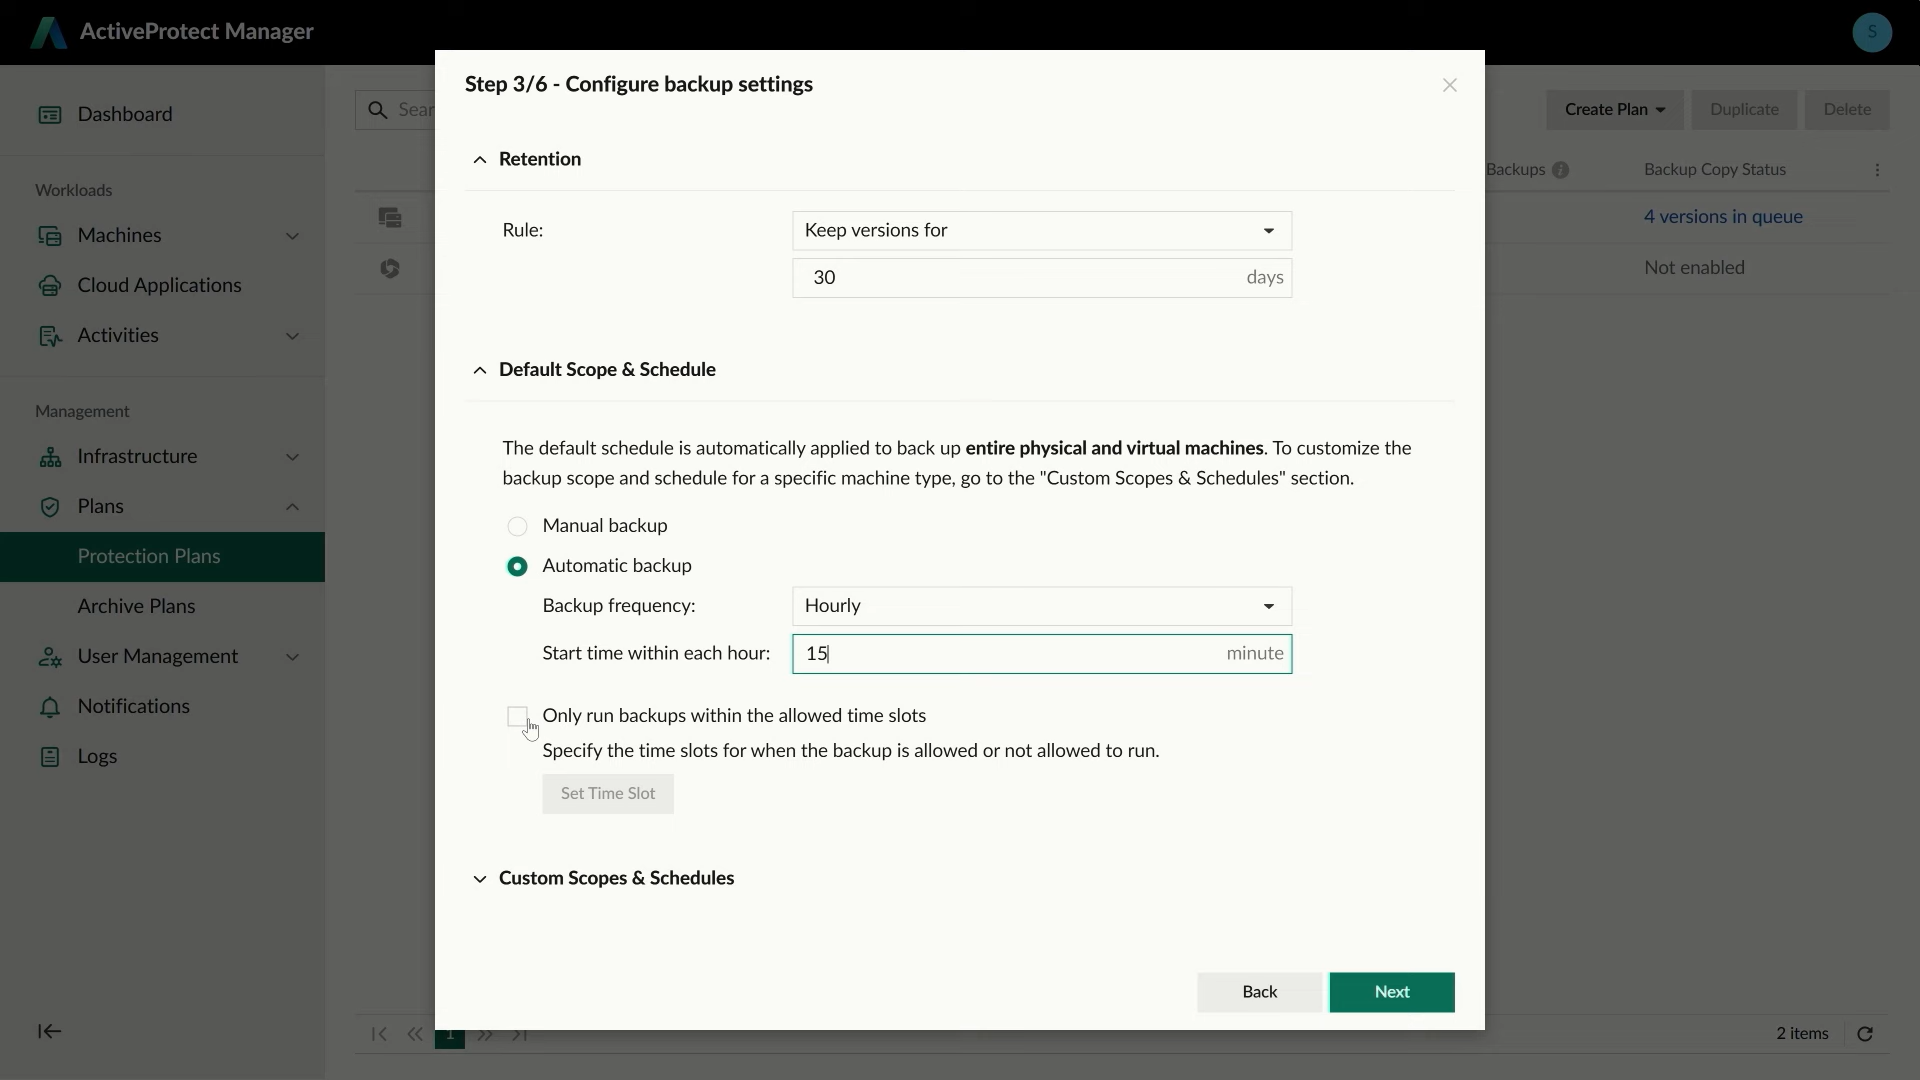 ActiveProtect Manager
S
Dashboard
Workloads
Machines
Cloud Applications
Activities
Management
Infrastructure
Plans
Protection Plans
Archive Plans
User Management
Notifications
Logs
Sear
Create Plan
Duplicate
Delete
Backups
Backup Copy Status
4 versions in queue
Not enabled
Step 3/6 - Configure backup settings
Retention
Rule:
Keep versions for
30 days
Default Scope & Schedule
The default schedule is automatically applied to back up entire physical and virtual machines. To customize the
backup scope and schedule for a specific machine type, go to the "Custom Scopes & Schedules" section.
Manual backup
Automatic backup
Backup frequency: Hourly
Start time within each hour: 15 minute
Only run backups within the allowed time slots
Specify the time slots for when the backup is allowed or not allowed to run.
Set Time Slot
Custom Scopes & Schedules
Back
Next
1
2 items